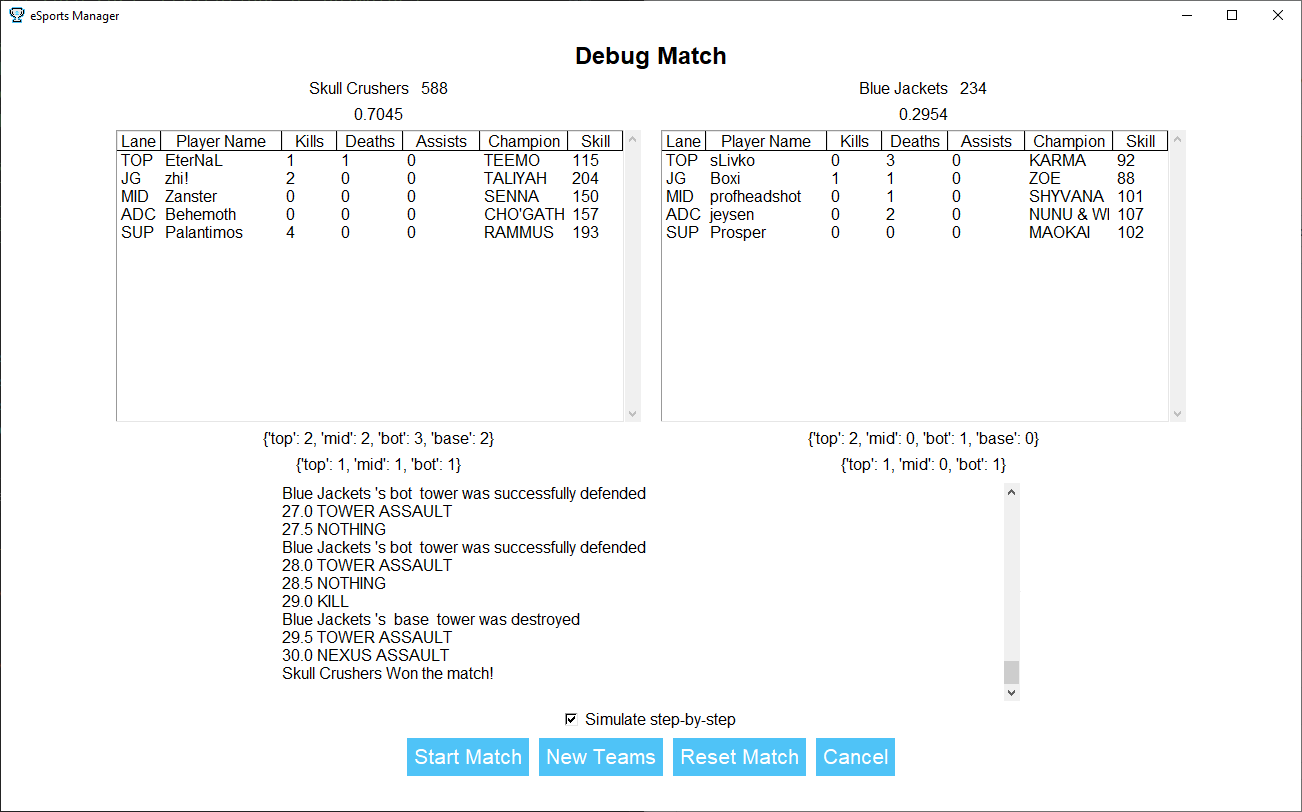 eSports Manager
Debug Match
Skull Crushers 588
0.7045
Blue Jackets 234
0.2954
Lane Player Name Kills Deaths Assists Champion Skill
TOP EterNaL 1 1 0 TEEMO 115
JG zhi! 2 0 0 TALIYAH 204
MID Zanster 0 0 0 SENNA 150
ADC Behemoth 0 0 0 CHO'GATH 157
SUP Palantimos 4 0 0 RAMMUS 193
Lane Player Name Kills Deaths Assists Champion Skill
TOP sLivko 0 3 0 KARMA 92
JG Boxi 1 1 0 ZOE 88
MID profheadshot 0 1 0 SHYVANA 101
ADC jeysen 0 2 0 NUNU & WI 107
SUP Prosper 0 0 0 MAOKAI 102
{'top': 2, 'mid': 2, 'bot': 3, 'base': 2}
{'top': 1, 'mid': 1, 'bot': 1}
{'top': 2, 'mid': 0, 'bot': 1, 'base': 0}
{'top': 1, 'mid': 0, 'bot': 1}
Blue Jackets 's bot tower was successfully defended
27.0 TOWER ASSAULT
27.5 NOTHING
Blue Jackets 's bot tower was successfully defended
28.0 TOWER ASSAULT
28.5 NOTHING
29.0 KILL
Blue Jackets 's base tower was destroyed
29.5 TOWER ASSAULT
30.0 NEXUS ASSAULT
Skull Crushers Won the match!
Simulate step-by-step
Start Match
New Teams
Reset Match
Cancel